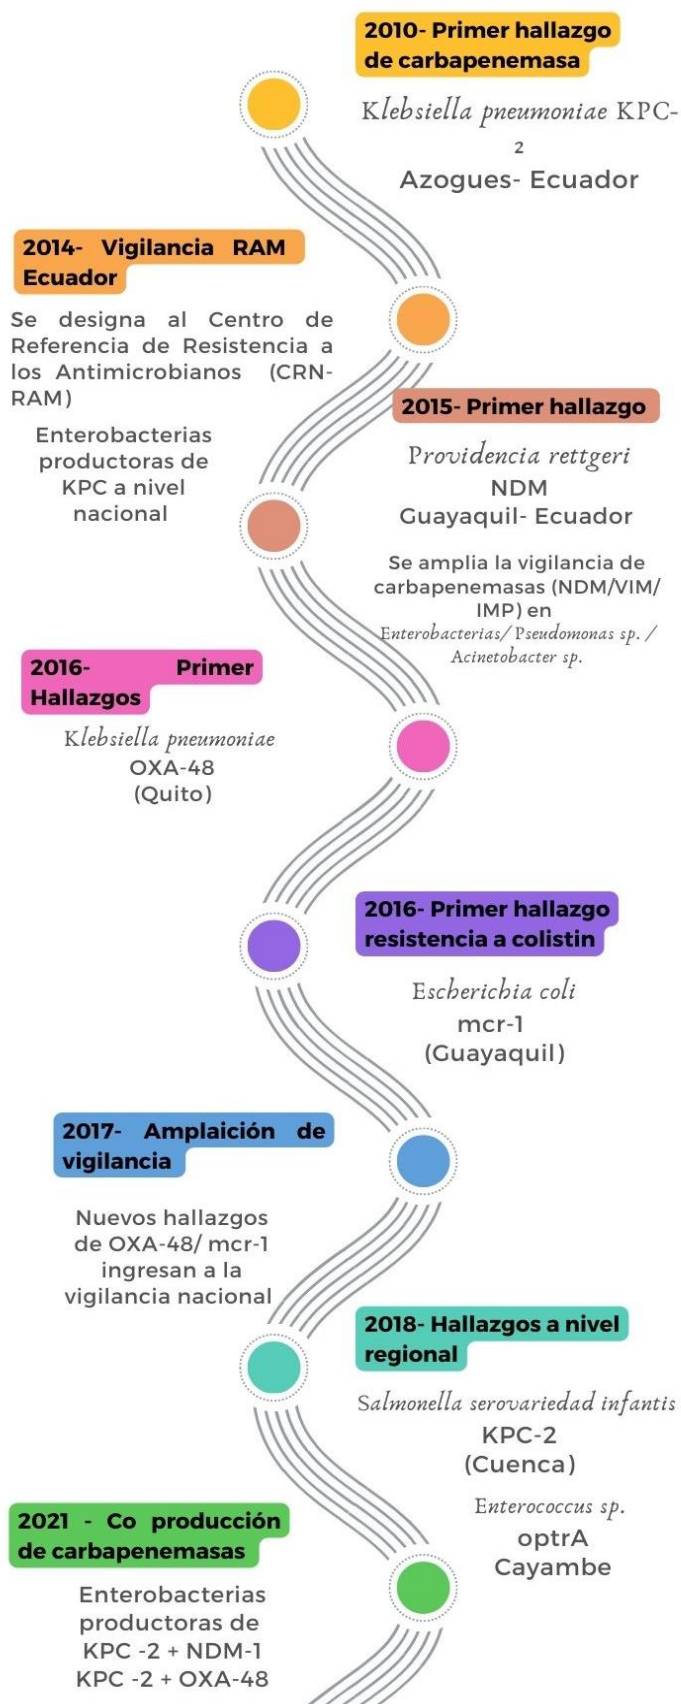 2010- Primer hallazgo
de carbapenemasa
Klebsiella pneumoniae KPC-
2
Azogues- Ecuador
2014- Vigilancia RAM
Ecuador
Se designa al Centro de
Referencia de Resistencia a
los Antimicrobianos (CRN-
RAM)
Enterobacterias
productoras de
KPC a nivel
nacional
2015- Primer hallazgo
Providencia rettgeri
NDM
Guayaquil- Ecuador
Se amplia la vigilancia de
carbapenemasas (NDM/VIM/
IMP) en
Enterobacterias/ Pseudomonas sp. /
Acinetobacter sp.
2016- Primer
Hallazgos
Klebsiella pneumoniae
OXA-48
(Quito)
2016- Primer hallazgo
resistencia a colistin
Escherichia coli
mcr-1
(Guayaquil)
2017- Amplaición de
vigilancia
Nuevos hallazgos
de OXA-48/ mcr-1
ingresan a la
vigilancia nacional
2018- Hallazgos a nivel
regional
Salmonella serovariedad infantis
KPC-2
(Cuenca)
Enterococcus sp.
optrA
Cayambe
2021 - Co producción
de carbapenemasas
Enterobacterias
productoras de
KPC -2 + NDM-1
KPC -2 + OXA-48